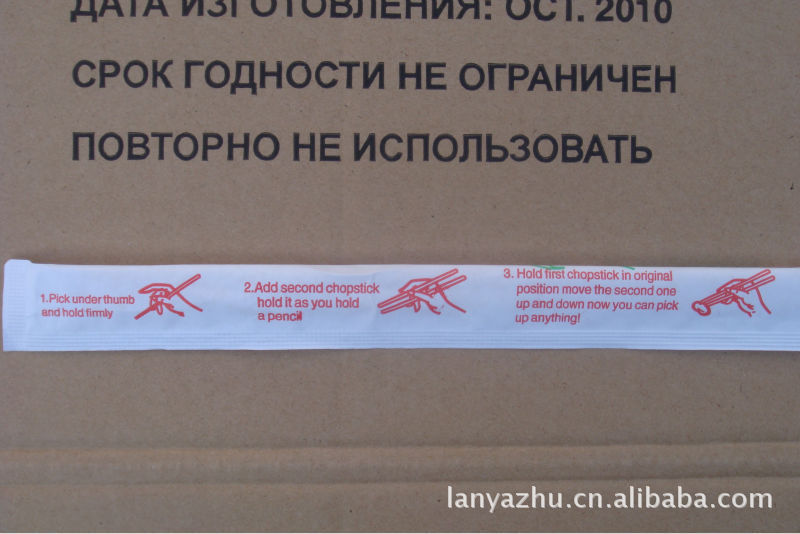 ДАТА ИЗГОТОВЛЕНИЯ: ОСТ. 2010
СРОК ГОДНОСТИ НЕ ОГРАНИЧЕН
ПОВТОРНО НЕ ИСПОЛЬЗОВАТЬ
1.Pick under thumb
and hold firmly
2.Add second chopstick
hold it as you hold
a pencil
3. Hold first chopstick in original
position move the second one
up and down now you can pick
up anything!
lanyazhu.cn.alibaba.com